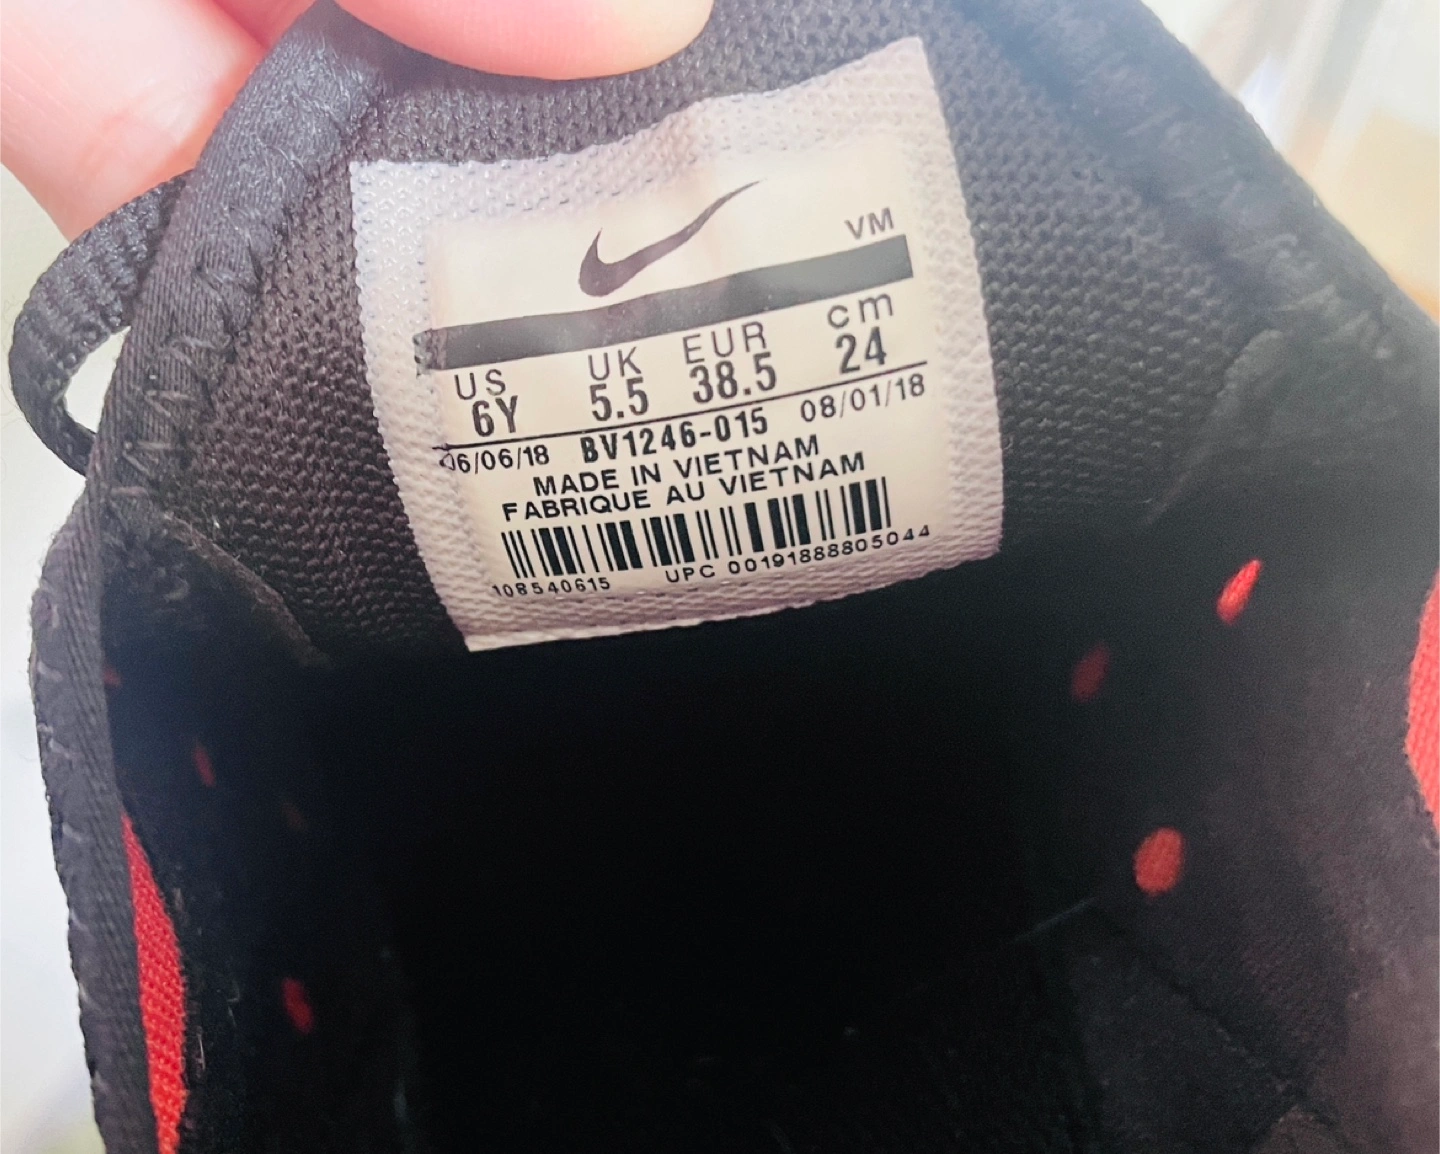 VM
US UK EUR cm
6Y 5.5 38.5 24
06/06/18 BV1246-015 08/01/18
MADE IN VIETNAM
FABRIQUE AU VIETNAM
108540615 UPC 00191888805044